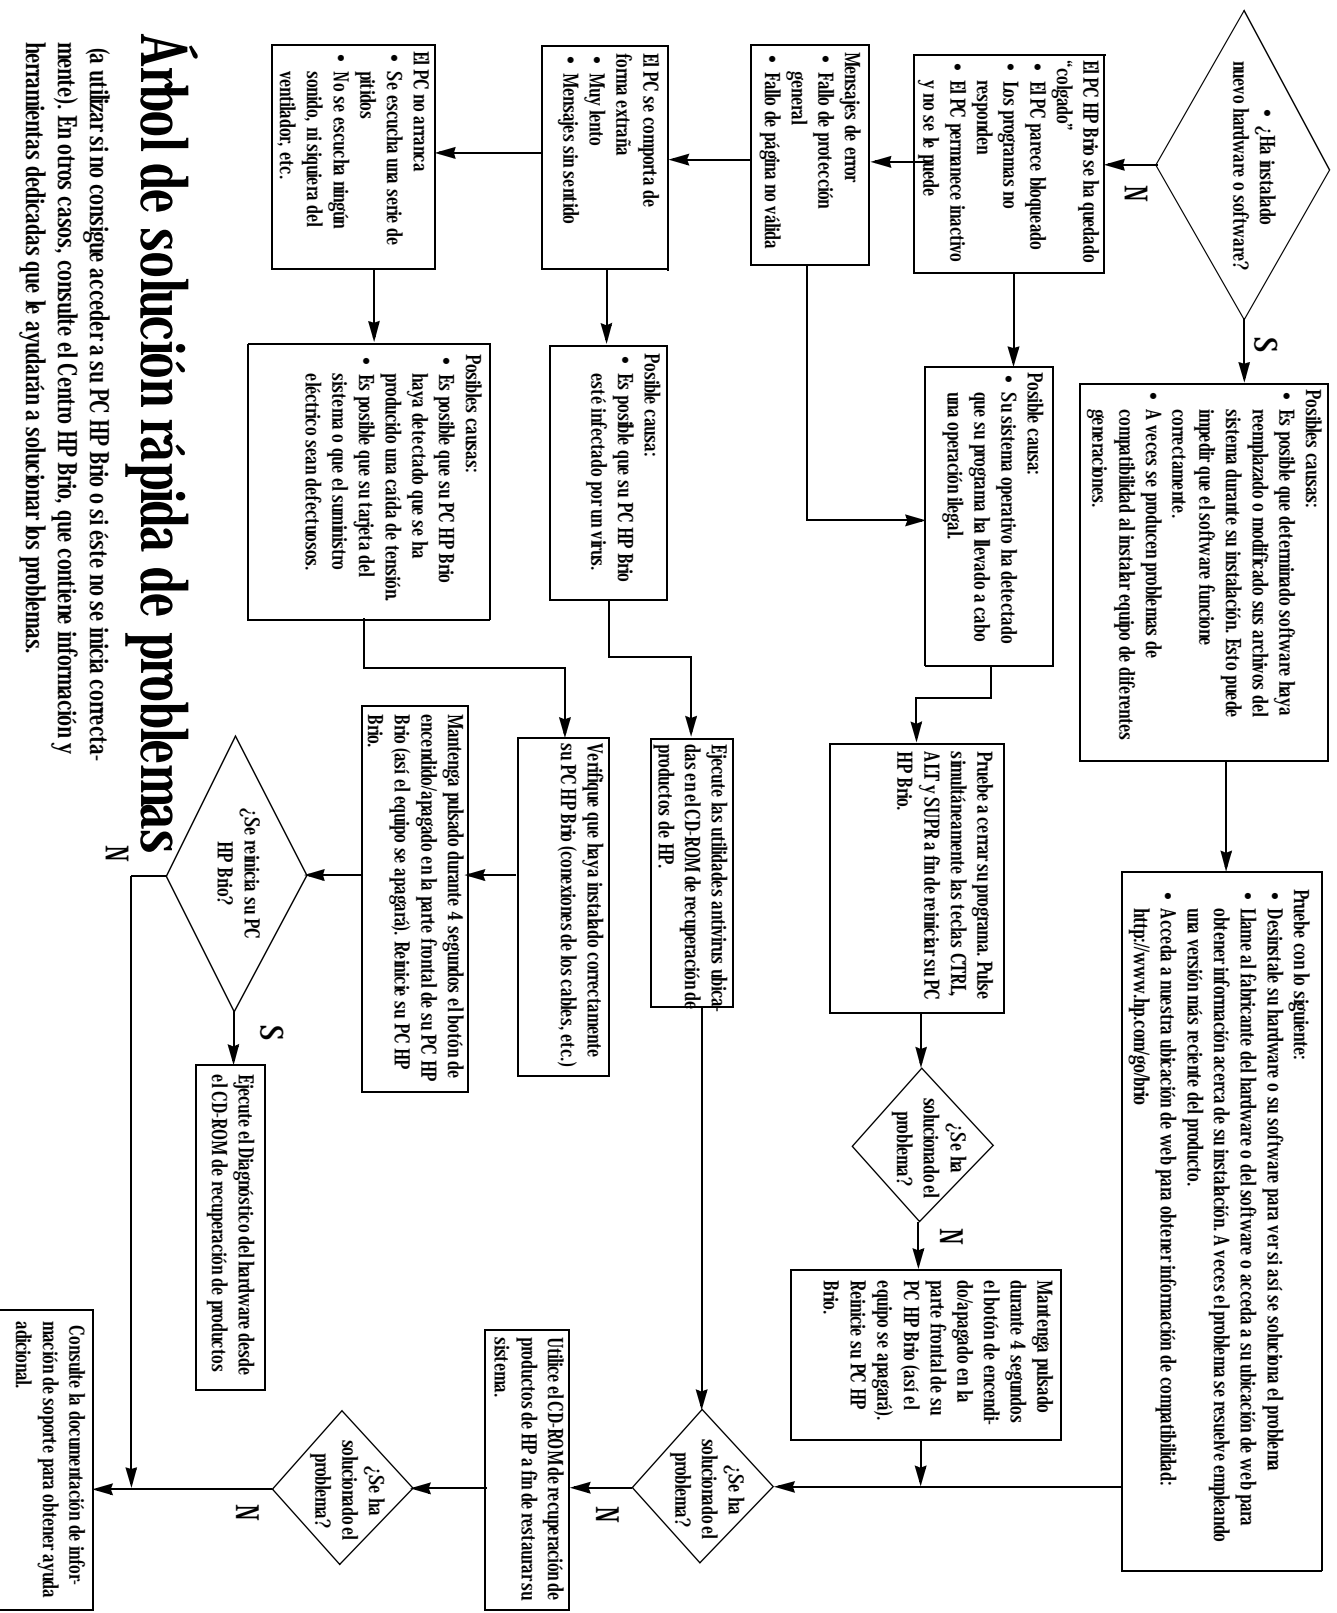 Árbol de solución rápida de problemas
(a utilizar si no consigue acceder a su PC HP Brio o si éste no se inicia correcta-
mente). En otros casos, consulte el Centro HP Brio, que contiene información y
herramientas dedicadas que le ayudarán a solucionar los problemas.
• ¿Ha instalado
nuevo hardware o software?
N
S
Posibles causas:
• Es posible que determinado software haya
reemplazado o modificado sus archivos del
sistema durante su instalación. Esto puede
impedir que el software funcione
correctamente.
• A veces se producen problemas de
compatibilidad al instalar equipo de diferentes
generaciones.
Pruebe con lo siguiente:
• Desinstale su hardware o su software para ver si así se soluciona el problema
• Llame al fabricante del hardware o del software o acceda a su ubicación de web para
obtener información acerca de su instalación. A veces el problema se resuelve empleando
una versión más reciente del producto.
• Acceda a nuestra ubicación de web para obtener información de compatibilidad:
http://www.hp.com/go/brio
El PC HP Brio se ha quedado
“colgado”
• El PC parece bloqueado
• Los programas no
responden
• El PC permanece inactivo
y no se le puede
Posible causa:
• Su sistema operativo ha detectado
que su programa ha llevado a cabo
una operación ilegal.
Pruebe a cerrar su programa. Pulse
simultáneamente las teclas CTRL,
ALT y SUPR a fin de reiniciar su PC
HP Brio.
¿Se ha
solucionado el
problema?
N
Mantenga pulsado
durante 4 segundos
el botón de encendi-
do/apagado en la
parte frontal de su
PC HP Brio (así el
equipo se apagará).
Reinicie su PC HP
Brio.
Mensajes de error
• Fallo de protección
general
• Fallo de página no válida
El PC se comporta de
forma extraña
• Muy lento
• Mensajes sin sentido
Posible causa:
• Es posible que su PC HP Brio
esté infectado por un virus.
Ejecute las utilidades antivirus ubica-
das en el CD-ROM de recuperación de
productos de HP.
¿Se ha
solucionado el
problema?
N
Utilice el CD-ROM de recuperación de
productos de HP a fin de restaurar su
sistema.
El PC no arranca
• Se escucha una serie de
pitidos
• No se escucha ningún
sonido, ni siquiera del
ventilador, etc.
Posibles causas:
• Es posible que su PC HP Brio
haya detectado que se ha
producido una caída de tensión.
• Es posible que su tarjeta del
sistema o que el suministro
eléctrico sean defectuosos.
Verifique que haya instalado correctamente
su PC HP Brio (conexiones de los cables, etc.)
Mantenga pulsado durante 4 segundos el botón de
encendido/apagado en la parte frontal de su PC HP
Brio (así el equipo se apagará). Reinicie su PC HP
Brio.
¿Se reinicia su PC
HP Brio?
N
S
Ejecute el Diagnóstico del hardware desde
el CD-ROM de recuperación de productos
¿Se ha
solucionado el
problema?
N
Consulte la documentación de infor-
mación de soporte para obtener ayuda
adicional.